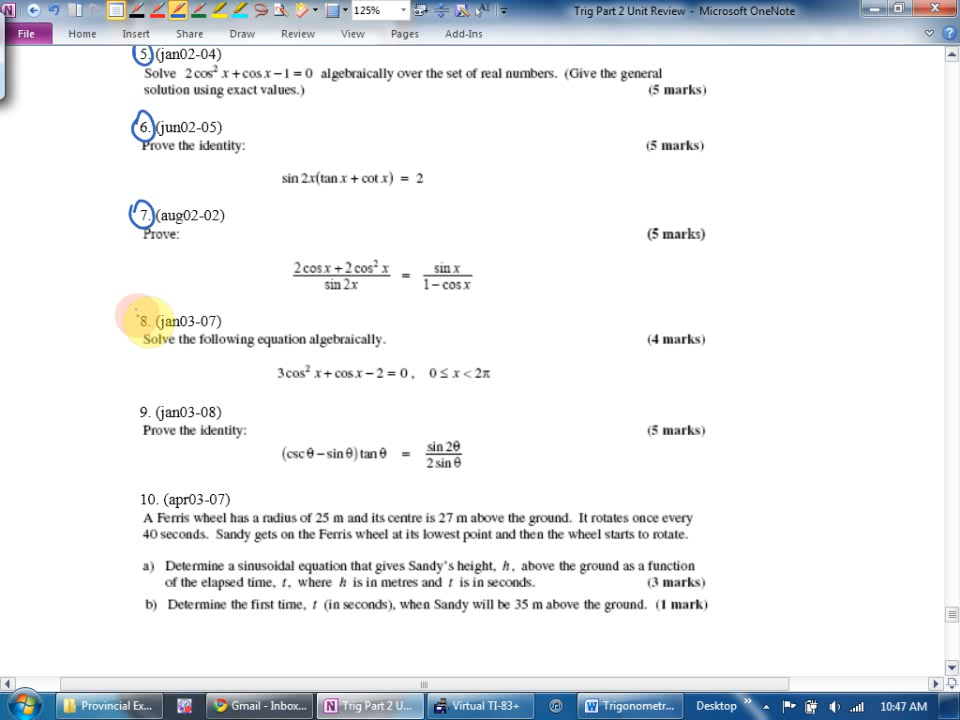 125%
Trig Part 2 Unit Review - Microsoft OneNote
File Home Insert Share Draw Review View Pages Add-Ins
5. (jan02-04)
Solve 2cos² x + cos x − 1 = 0 algebraically over the set of real numbers. (Give the general
solution using exact values.) (5 marks)
6. (jun02-05)
Prove the identity: (5 marks)
sin 2x(tan x + cot x) = 2
7. (aug02-02)
Prove: (5 marks)
2cos x + 2cos² x / sin 2x = sin x / 1 − cos x
8. (jan03-07)
Solve the following equation algebraically. (4 marks)
3cos² x + cos x − 2 = 0, 0 ≤ x < 2π
9. (jan03-08)
Prove the identity: (5 marks)
(csc θ − sin θ) tan θ = sin 2θ / 2 sin θ
10. (apr03-07)
A Ferris wheel has a radius of 25 m and its centre is 27 m above the ground. It rotates once every
40 seconds. Sandy gets on the Ferris wheel at its lowest point and then the wheel starts to rotate.
a) Determine a sinusoidal equation that gives Sandy's height, h, above the ground as a function
of the elapsed time, t, where h is in metres and t is in seconds. (3 marks)
b) Determine the first time, t (in seconds), when Sandy will be 35 m above the ground. (1 mark)
Provincial Ex... Gmail - Inbox... Trig Part 2 U... Virtual TI-83+ Trigonometr... Desktop 10:47 AM